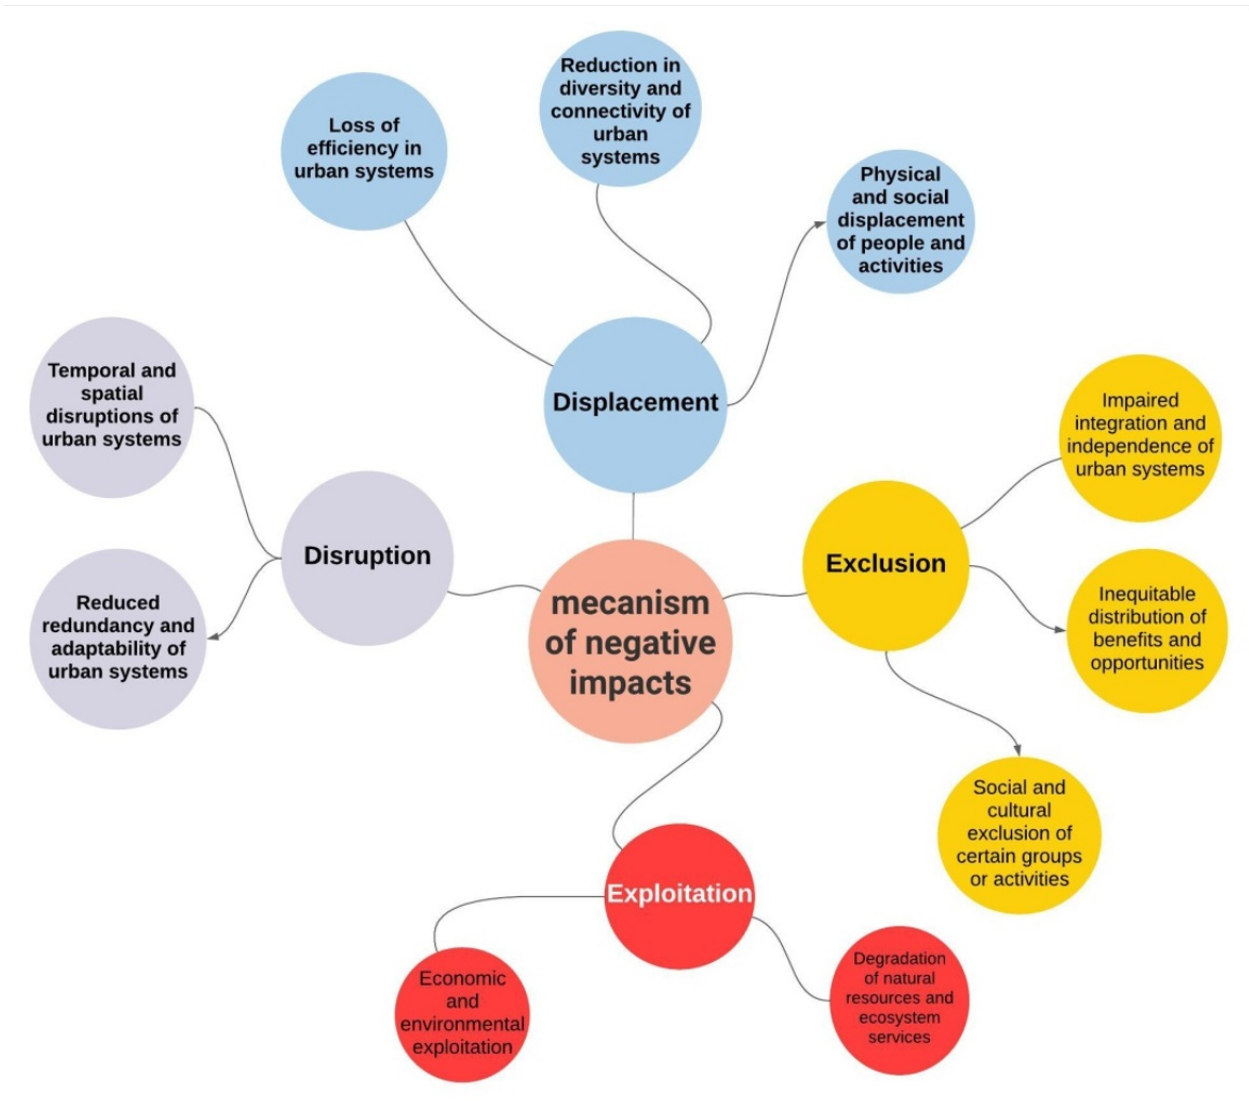 Loss of
efficiency in
urban systems
Reduction in
diversity and
connectivity of
urban
systems
Physical
and social
displacement
of people and
activities
Displacement
Temporal and
spatial
disruptions of
urban systems
Disruption
Reduced
redundancy and
adaptability of
urban systems
mecanism
of negative
impacts
Exclusion
Impaired
integration and
independence of
urban systems
Inequitable
distribution of
benefits and
opportunities
Social and
cultural
exclusion of
certain groups
or activities
Exploitation
Economic
and
environmental
exploitation
Degradation
of natural
resources and
ecosystem
services